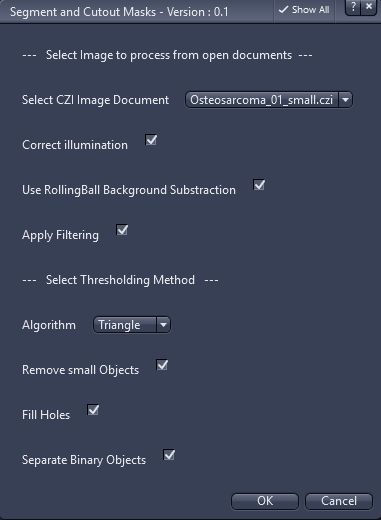 Segment and Cutout Masks - Version : 0.1
Show All
? ×
--- Select Image to process from open documents ---
Select CZI Image Document Osteosarcoma_01_small.czi
Correct illumination
Use RollingBall Background Substraction
Apply Filtering
--- Select Thresholding Method ---
Algorithm Triangle
Remove small Objects
Fill Holes
Separate Binary Objects
OK Cancel